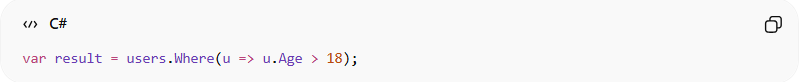 C#
var result = users.Where(u => u.Age > 18);